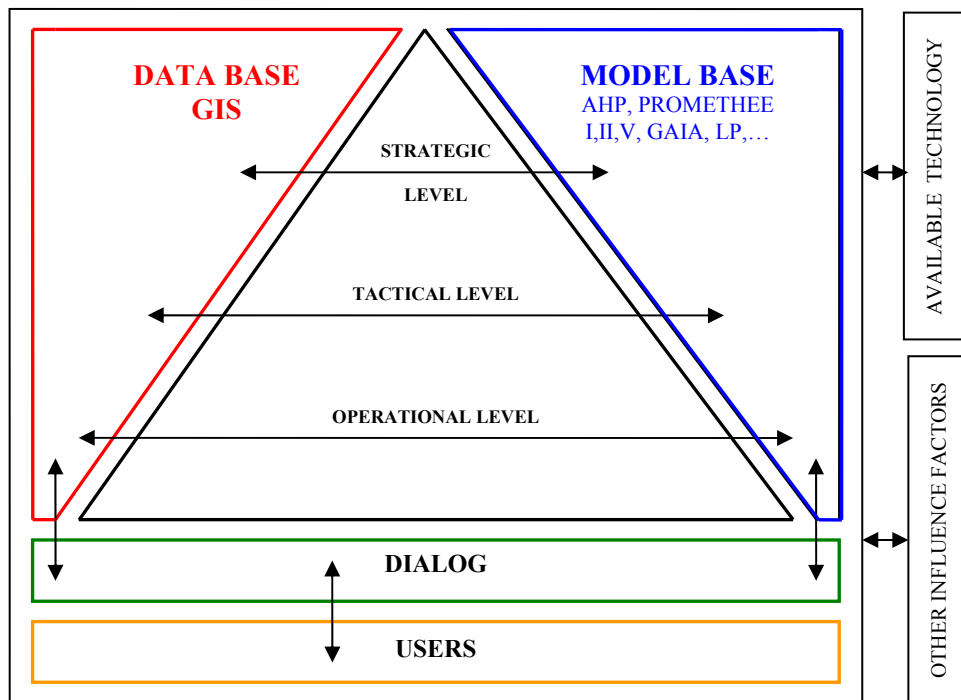 DATA BASE
GIS
MODEL BASE
AHP, PROMETHEE
I,II,V, GAIA, LP,…
STRATEGIC
LEVEL
TACTICAL LEVEL
OPERATIONAL LEVEL
DIALOG
USERS
AVAILABLE TECHNOLOGY
OTHER INFLUENCE FACTORS